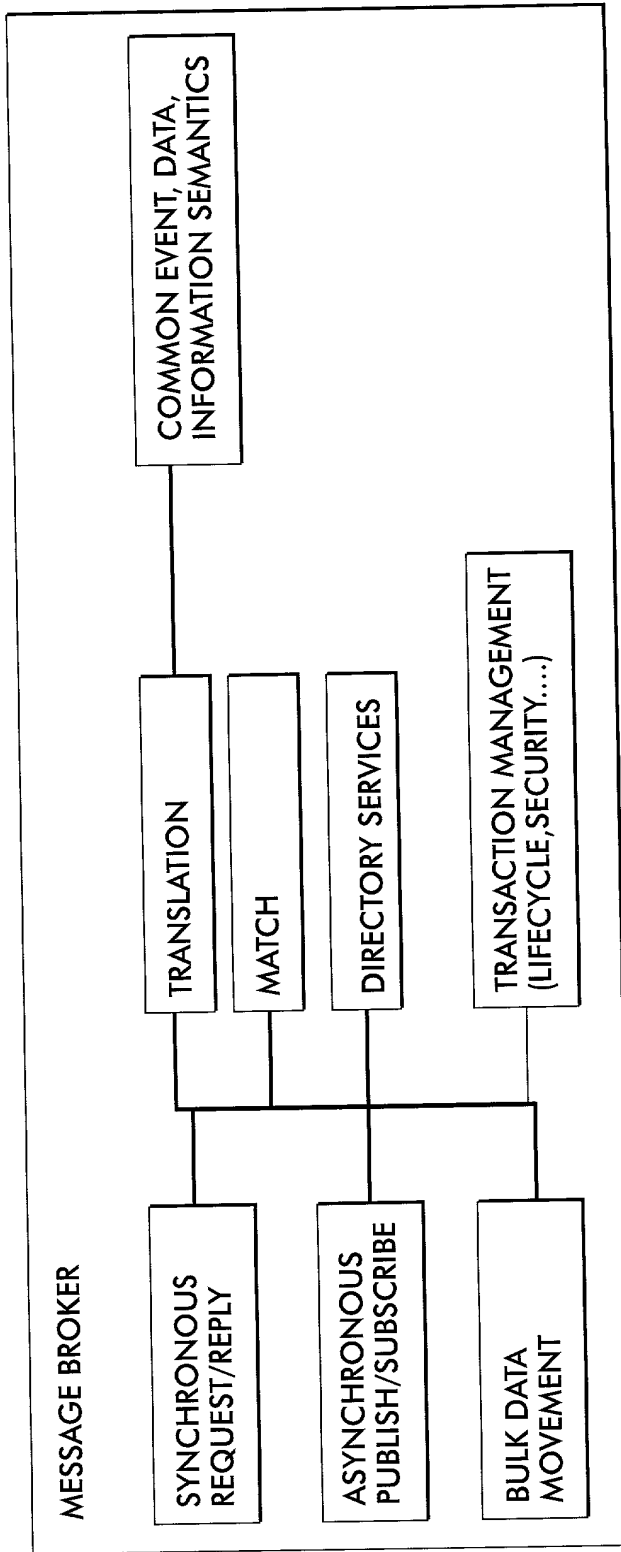 MESSAGE BROKER
SYNCHRONOUS
REQUEST/REPLY
ASYNCHRONOUS
PUBLISH/SUBSCRIBE
BULK DATA
MOVEMENT
TRANSLATION
MATCH
DIRECTORY SERVICES
TRANSACTION MANAGEMENT
(LIFECYCLE,SECURITY....)
COMMON EVENT, DATA,
INFORMATION SEMANTICS